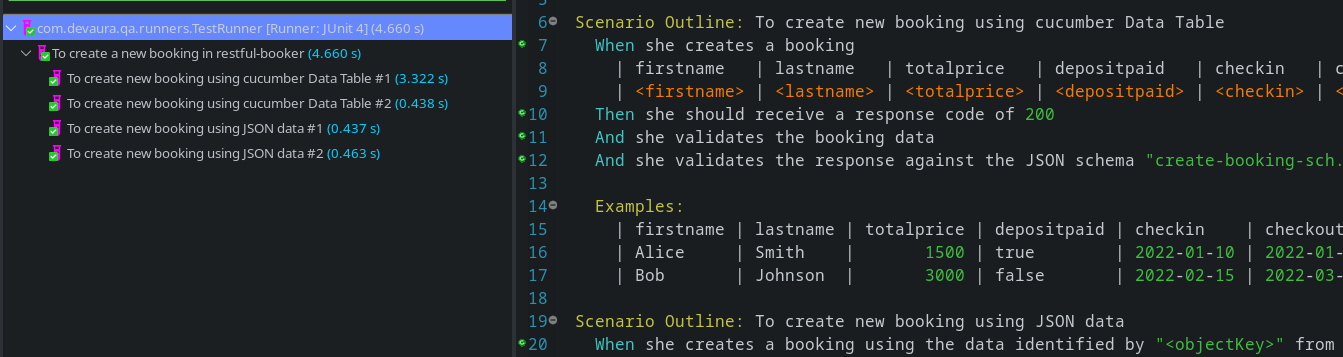 com.devaura.qa.runners.TestRunner [Runner: JUnit 4] (4.660 s)
To create a new booking in restful-booker (4.660 s)
To create new booking using cucumber Data Table #1 (3.322 s)
To create new booking using cucumber Data Table #2 (0.438 s)
To create new booking using JSON data #1 (0.437 s)
To create new booking using JSON data #2 (0.463 s)
6 Scenario Outline: To create new booking using cucumber Data Table
7 When she creates a booking
8 | firstname | lastname | totalprice | depositpaid | checkin | c
9 | <firstname> | <lastname> | <totalprice> | <depositpaid> | <checkin> | <
10 Then she should receive a response code of 200
11 And she validates the booking data
12 And she validates the response against the JSON schema "create-booking-sch.
13
14 Examples:
15 | firstname | lastname | totalprice | depositpaid | checkin | checkout
16 | Alice | Smith | 1500 | true | 2022-01-10 | 2022-01-
17 | Bob | Johnson | 3000 | false | 2022-02-15 | 2022-03-
18
19 Scenario Outline: To create new booking using JSON data
20 When she creates a booking using the data identified by "<objectKey>" from